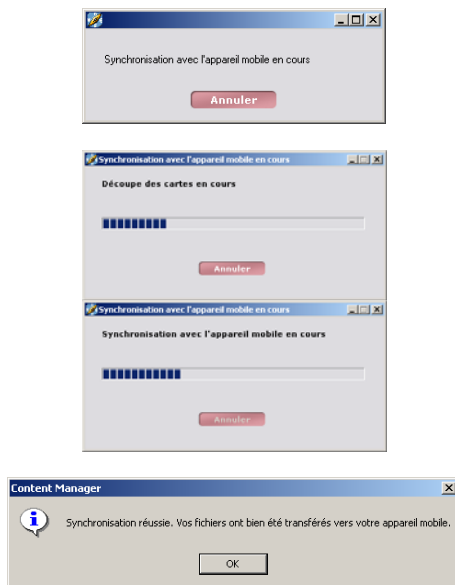 Synchronisation avec l'appareil mobile en cours
Annuler
Synchronisation avec l'appareil mobile en cours
Découpe des cartes en cours
Annuler
Synchronisation avec l'appareil mobile en cours
Synchronisation avec l'appareil mobile en cours
Annuler
Content Manager
Synchronisation réussie. Vos fichiers ont bien été transférés vers votre appareil mobile.
OK